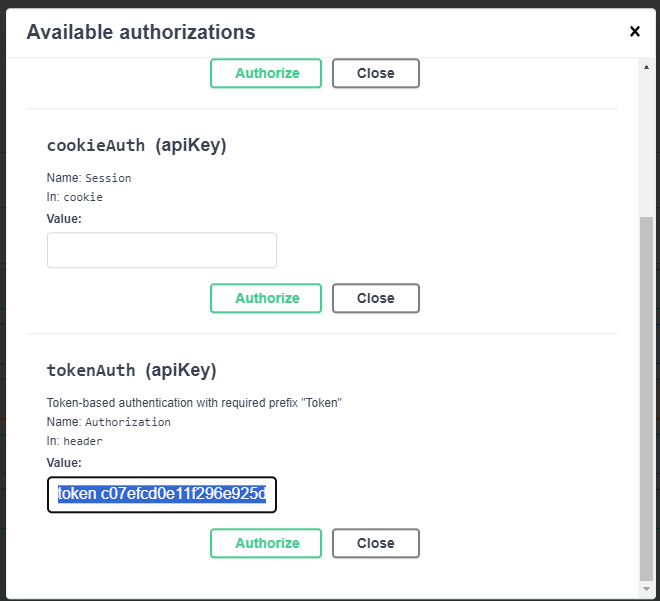 Available authorizations ×
Authorize Close
cookieAuth (apiKey)
Name: Session
In: cookie
Value:
Authorize Close
tokenAuth (apiKey)
Token-based authentication with required prefix "Token"
Name: Authorization
In: header
Value:
token c07efcd0e11f296e925d
Authorize Close